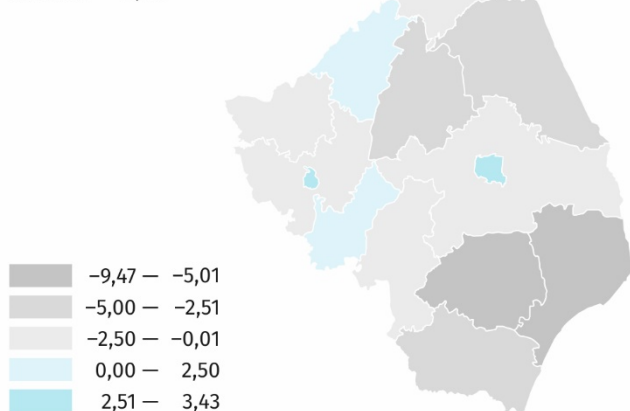 −9,47 — −5,01
−5,00 — −2,51
−2,50 — −0,01
0,00 — 2,50
2,51 — 3,43